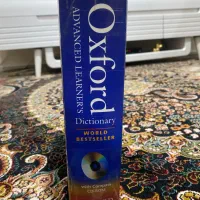 Oxford
ADVANCED LEARNER'S
Dictionary
WORLD
BESTSELLER